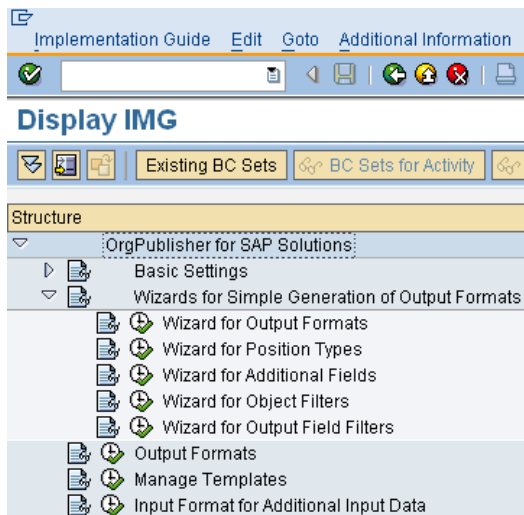 Implementation Guide Edit Goto Additional Information
Display IMG
Existing BC Sets BC Sets for Activity
Structure
OrgPublisher for SAP Solutions
Basic Settings
Wizards for Simple Generation of Output Formats
Wizard for Output Formats
Wizard for Position Types
Wizard for Additional Fields
Wizard for Object Filters
Wizard for Output Field Filters
Output Formats
Manage Templates
Input Format for Additional Input Data